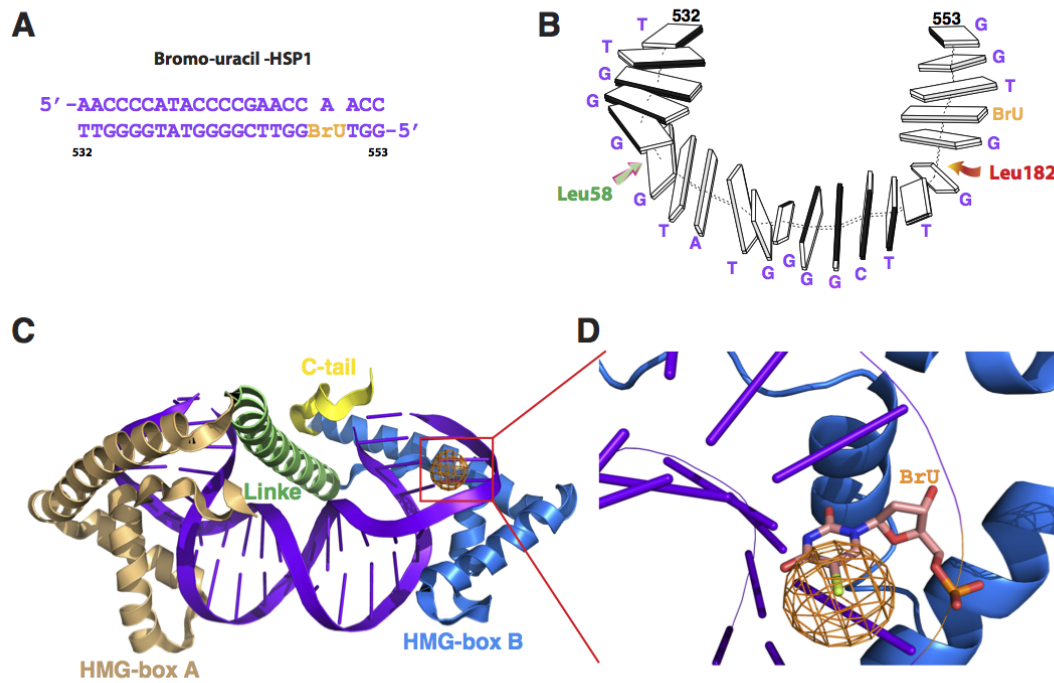 A
Bromo-uracil -HSP1
5'-AACCCCATACCCCGAACC A ACC
TTGGGGTATGGGGCTTGGBrUTGG-5'
532 553
B
532
T
T
G
G
G
Leu58
G
T
A
T
G
G
G
C
T
T
G
Leu182
G
BrU
T
G
G
553
C
C-tail
Linke
HMG-box A
HMG-box B
D
BrU